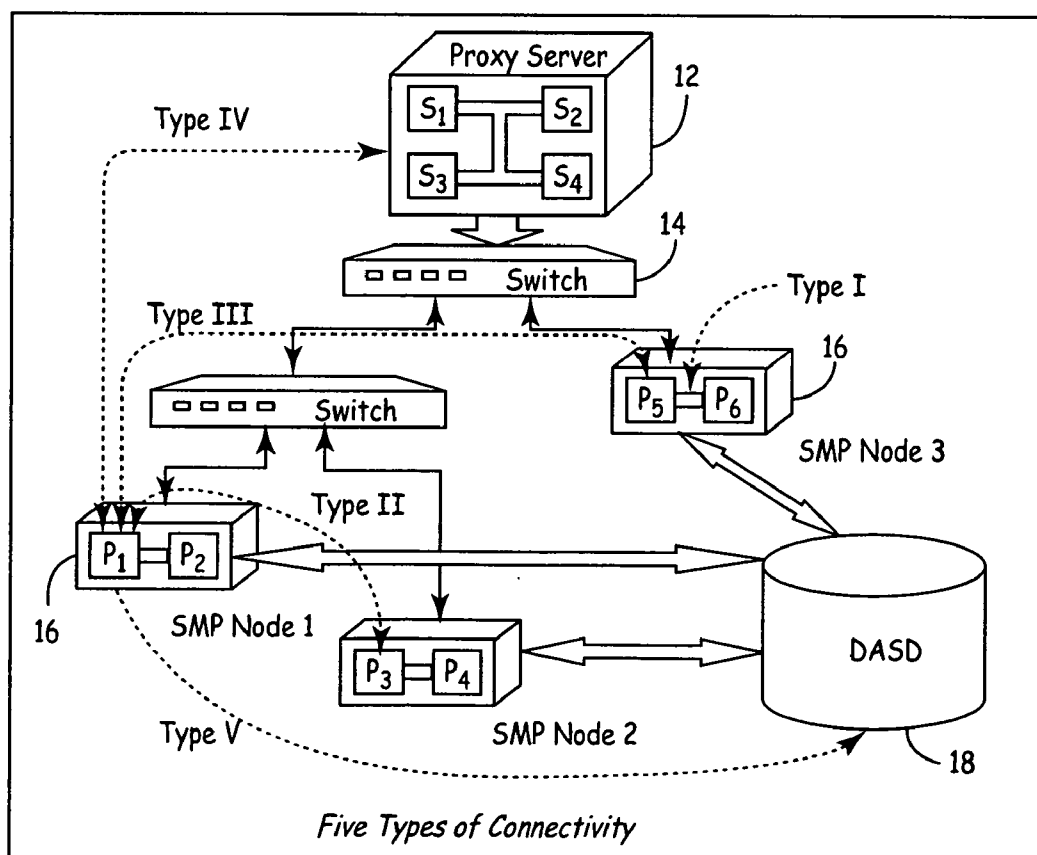 Proxy Server
12
S1
S2
Type IV
S3
S4
14
Switch
Type I
Type III
16
P5
P6
Switch
SMP Node 3
Type II
P1
P2
16
SMP Node 1
DASD
P3
P4
Type V
SMP Node 2
18
Five Types of Connectivity